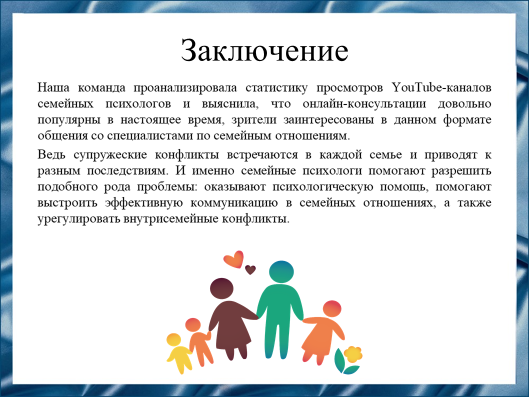 Заключение
Наша команда проанализировала статистику просмотров YouTube-каналов
семейных психологов и выяснила, что онлайн-консультации довольно
популярны в настоящее время, зрители заинтересованы в данном формате
общения со специалистами по семейным отношениям.
Ведь супружеские конфликты встречаются в каждой семье и приводят к
разным последствиям. И именно семейные психологи помогают разрешить
подобного рода проблемы: оказывают психологическую помощь, помогают
выстроить эффективную коммуникацию в семейных отношениях, а также
урегулировать внутрисемейные конфликты.